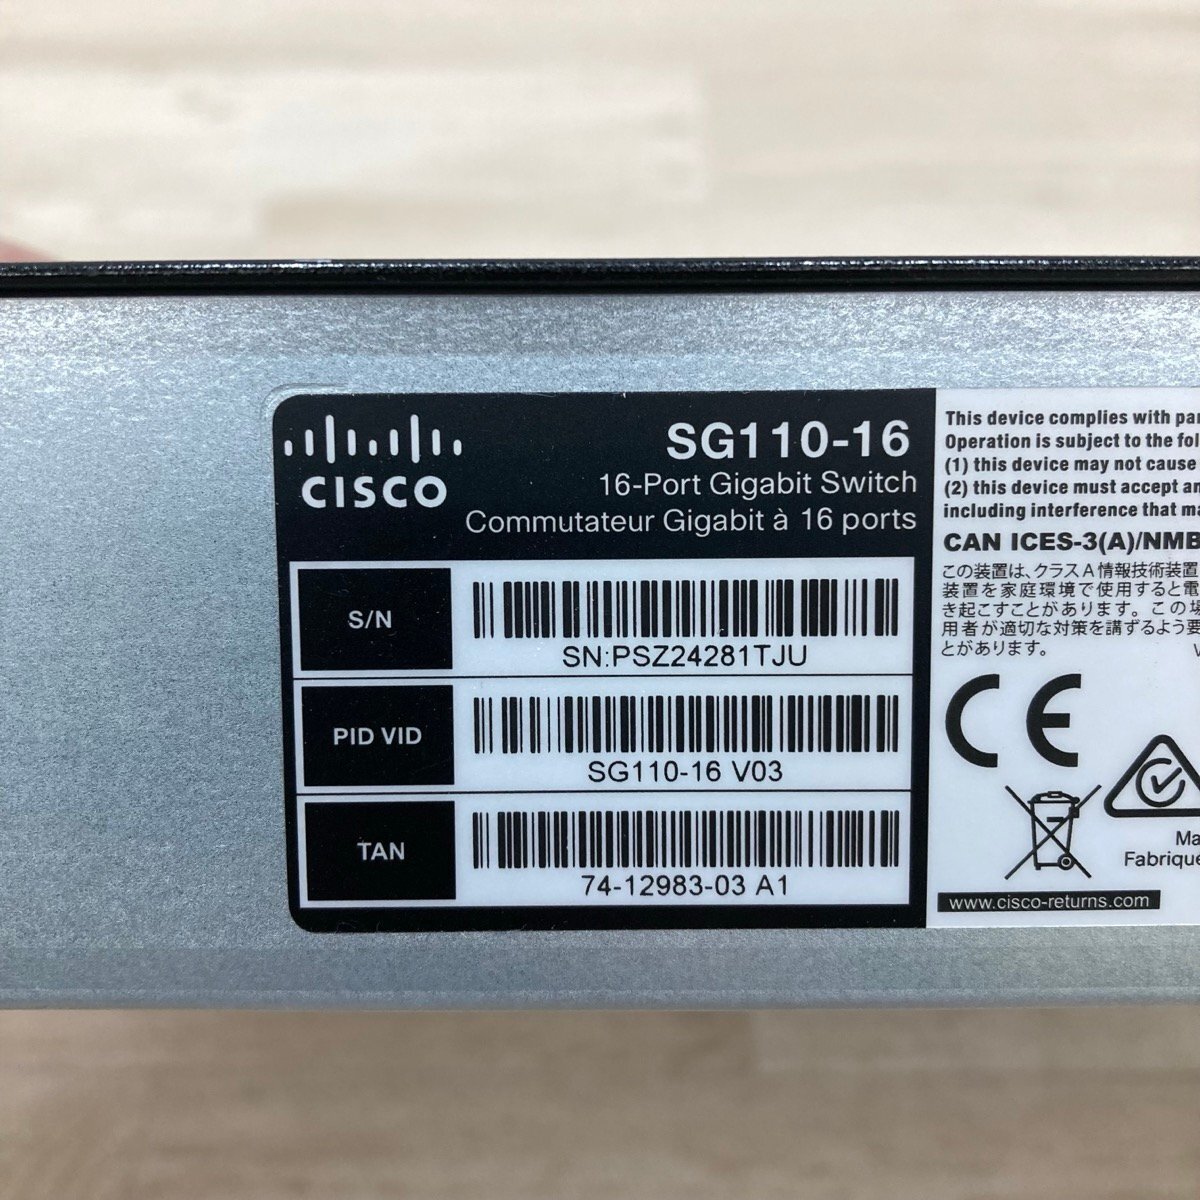 CISCO
SG110-16
16-Port Gigabit Switch
Commutateur Gigabit à 16 ports
S/N
SN:PSZ24281TJU
PID VID
SG110-16 V03
TAN
74-12983-03 A1
This device complies with
Operation is subject to the
(1) this device may not cause
(2) this device must accept
including interference that
CAN ICES-3(A)/NMB
この装置は、クラスA情報技術装置
装置を家庭環境で使用すると電
き起こすことがあります。この場
用者が適切な対策を講ずるよう要
とがあります。
CE
www.cisco-returns.com